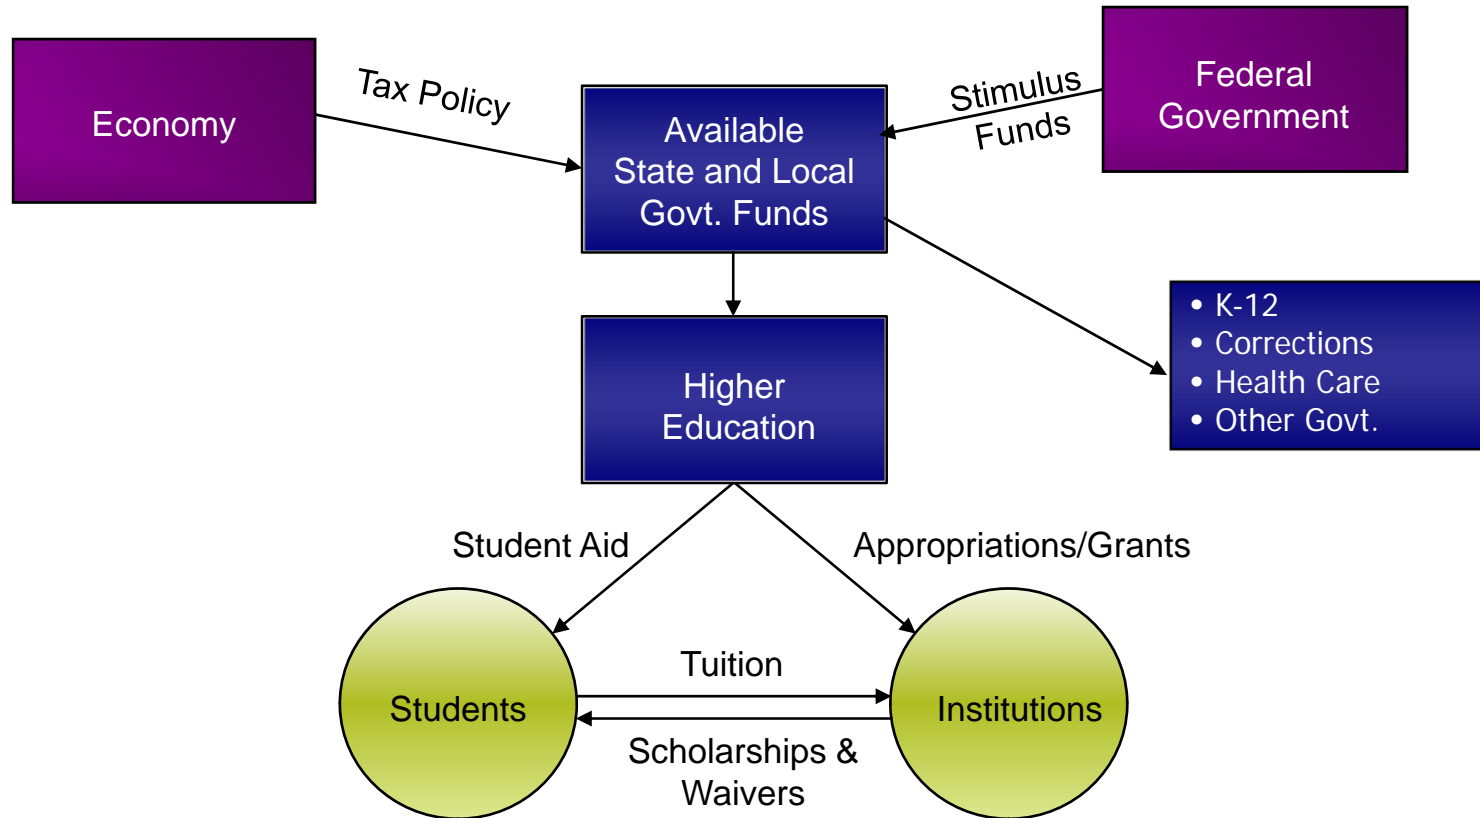 Economy
Tax Policy
Available
State and Local
Govt. Funds
Stimulus
Funds
Federal
Government
• K-12
• Corrections
• Health Care
• Other Govt.
Higher
Education
Student Aid
Appropriations/Grants
Students
Tuition
Institutions
Scholarships &
Waivers